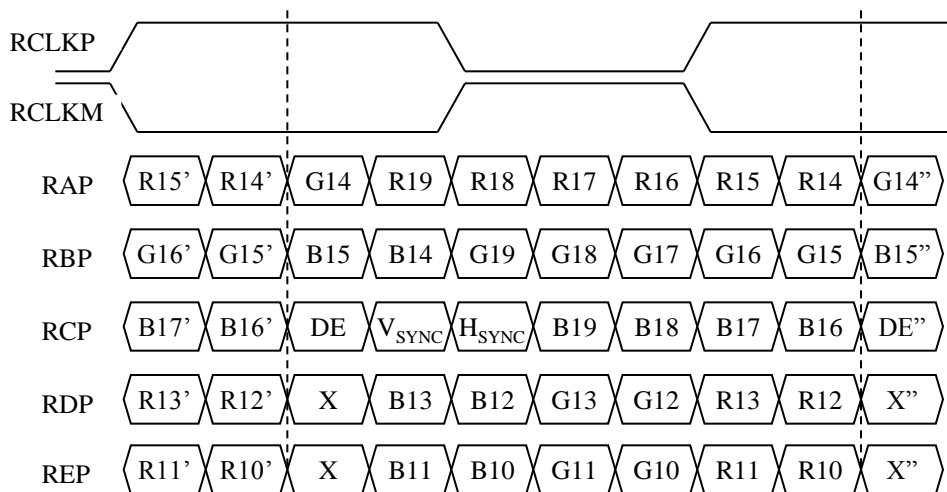 RCLKP
RCLKM
RAP R15’ R14’ G14 R19 R18 R17 R16 R15 R14 G14”
RBP G16’ G15’ B15 B14 G19 G18 G17 G16 G15 B15”
RCP B17’ B16’ DE VSYNC HSYNC B19 B18 B17 B16 DE”
RDP R13’ R12’ X B13 B12 G13 G12 R13 R12 X”
REP R11’ R10’ X B11 B10 G11 G10 R11 R10 X”